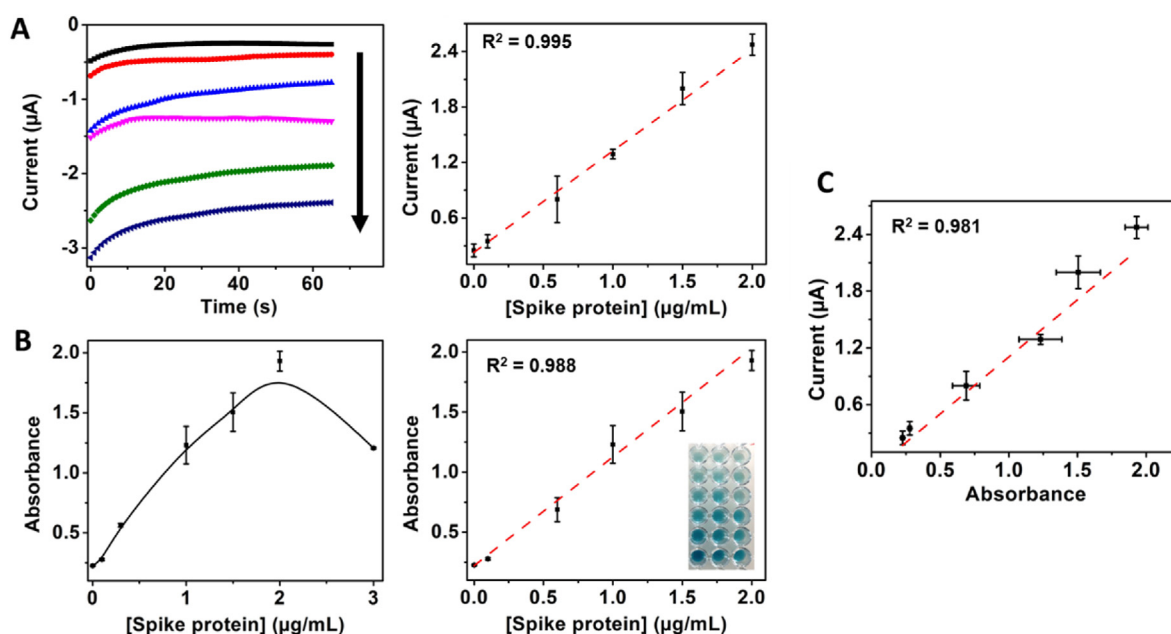 A
0
-1
-2
-3
Current (µA)
0 20 40 60
Time (s)
R² = 0.995
2.4
1.8
1.2
0.6
Current (µA)
0.0 0.5 1.0 1.5 2.0
[Spike protein] (µg/mL)
B
2.0
1.5
1.0
0.5
Absorbance
0 1 2 3
[Spike protein] (µg/mL)
R² = 0.988
2.0
1.5
1.0
0.5
Absorbance
0.0 0.5 1.0 1.5 2.0
[Spike protein] (µg/mL)
C
R² = 0.981
2.4
1.8
1.2
0.6
Current (µA)
0.0 0.5 1.0 1.5 2.0
Absorbance